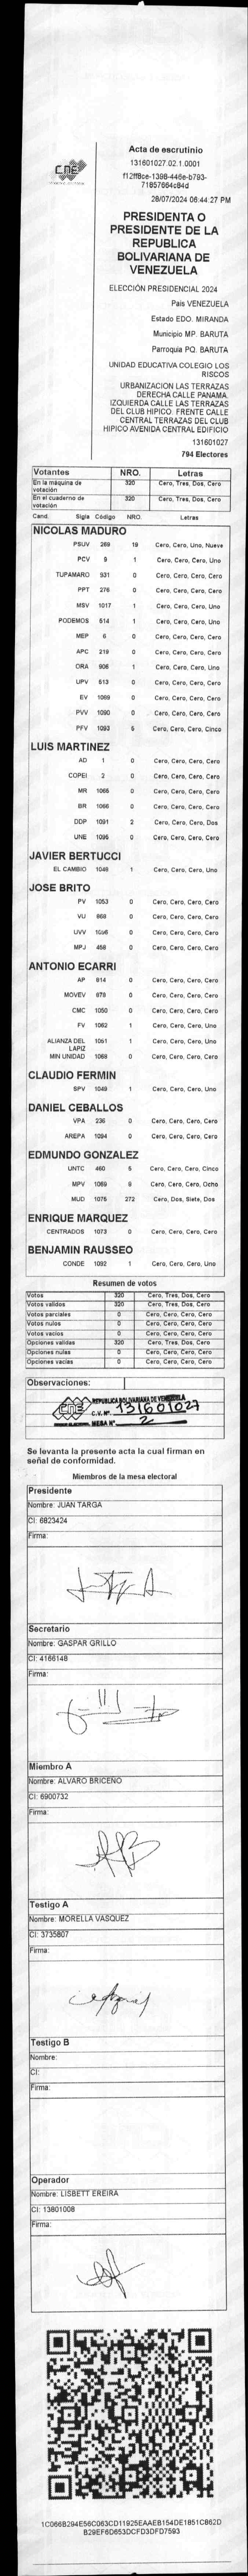 CNE
Acta de escrutinio
131601027.02.1.0001
f12ff8ce-1398-446e-b793-
71857664c84d
28/07/2024 06:44:27 PM
PRESIDENTA O
PRESIDENTE DE LA
REPUBLICA
BOLIVARIANA DE
VENEZUELA
ELECCIÓN PRESIDENCIAL 2024
Pais VENEZUELA
Estado EDO. MIRANDA
Municipio MP. BARUTA
Parroquia PQ. BARUTA
UNIDAD EDUCATIVA COLEGIO LOS
RISCOS
URBANIZACION LAS TERRAZAS
DERECHA CALLE PANAMA.
IZQUIERDA CALLE LAS TERRAZAS
DEL CLUB HIPICO. FRENTE CALLE
CENTRAL TERRAZAS DEL CLUB
HIPICO AVENIDA CENTRAL EDIFICIO
131601027
794 Electores
Votantes NRO. Letras
En la máquina de votación 320 Cero, Tres, Dos, Cero
En el cuaderno de votación 320 Cero, Tres, Dos, Cero
Cand. Sigla Código NRO. Letras
NICOLAS MADURO
PSUV 269 19 Cero, Cero, Uno, Nueve
PCV 9 1 Cero, Cero, Cero, Uno
TUPAMARO 931 0 Cero, Cero, Cero, Cero
PPT 276 0 Cero, Cero, Cero, Cero
MSV 1017 1 Cero, Cero, Cero, Uno
PODEMOS 514 1 Cero, Cero, Cero, Uno
MEP 6 0 Cero, Cero, Cero, Cero
APC 219 0 Cero, Cero, Cero, Cero
ORA 906 1 Cero, Cero, Cero, Uno
UPV 513 0 Cero, Cero, Cero, Cero
EV 1089 0 Cero, Cero, Cero, Cero
PVV 1090 0 Cero, Cero, Cero, Cero
PFV 1093 5 Cero, Cero, Cero, Cinco
LUIS MARTINEZ
AD 1 0 Cero, Cero, Cero, Cero
COPEI 2 0 Cero, Cero, Cero, Cero
MR 1065 0 Cero, Cero, Cero, Cero
BR 1066 0 Cero, Cero, Cero, Cero
DDP 1091 2 Cero, Cero, Cero, Dos
UNE 1095 0 Cero, Cero, Cero, Cero
JAVIER BERTUCCI
EL CAMBIO 1048 1 Cero, Cero, Cero, Uno
JOSE BRITO
PV 1053 0 Cero, Cero, Cero, Cero
VU 868 0 Cero, Cero, Cero, Cero
UVV 1056 0 Cero, Cero, Cero, Cero
MPJ 458 0 Cero, Cero, Cero, Cero
ANTONIO ECARRI
AP 814 0 Cero, Cero, Cero, Cero
MOVEV 879 0 Cero, Cero, Cero, Cero
CMC 1050 0 Cero, Cero, Cero, Cero
FV 1062 1 Cero, Cero, Cero, Uno
ALIANZA DEL LAPIZ 1051 1 Cero, Cero, Cero, Uno
MIN UNIDAD 1068 0 Cero, Cero, Cero, Cero
CLAUDIO FERMIN
SPV 1049 1 Cero, Cero, Cero, Uno
DANIEL CEBALLOS
VPA 236 0 Cero, Cero, Cero, Cero
AREPA 1094 0 Cero, Cero, Cero, Cero
EDMUNDO GONZALEZ
UNTC 460 5 Cero, Cero, Cero, Cinco
MPV 1069 8 Cero, Cero, Cero, Ocho
MUD 1075 272 Cero, Dos, Siete, Dos
ENRIQUE MARQUEZ
CENTRADOS 1073 0 Cero, Cero, Cero, Cero
BENJAMIN RAUSSEO
CONDE 1092 1 Cero, Cero, Cero, Uno
Resumen de votos
Votos 320 Cero, Tres, Dos, Cero
Votos validos 320 Cero, Tres, Dos, Cero
Votos parciales 0 Cero, Cero, Cero, Cero
Votos nulos 0 Cero, Cero, Cero, Cero
Votos vacios 0 Cero, Cero, Cero, Cero
Opciones validas 320 Cero, Tres, Dos, Cero
Opciones nulas 0 Cero, Cero, Cero, Cero
Opciones vacias 0 Cero, Cero, Cero, Cero
Observaciones:
CNE REPUBLICA BOLIVARIANA DE VENEZUELA
C.V. Nº 131601027
MESA Nº 2
Se levanta la presente acta la cual firman en
señal de conformidad.
Miembros de la mesa electoral
Presidente
Nombre: JUAN TARGA
CI: 6823424
Firma:
Secretario
Nombre: GASPAR GRILLO
CI: 4166148
Firma:
Miembro A
Nombre: ALVARO BRICEÑO
CI: 6900732
Firma:
Testigo A
Nombre: MORELLA VASQUEZ
CI: 3735807
Firma:
Testigo B
Nombre:
CI:
Firma:
Operador
Nombre: LISBETT EREIRA
CI: 13801008
Firma:
1C066B294E56C063CD11925EAAEB154DE1851C862D
B29EF6D653DCFD3DFD7593